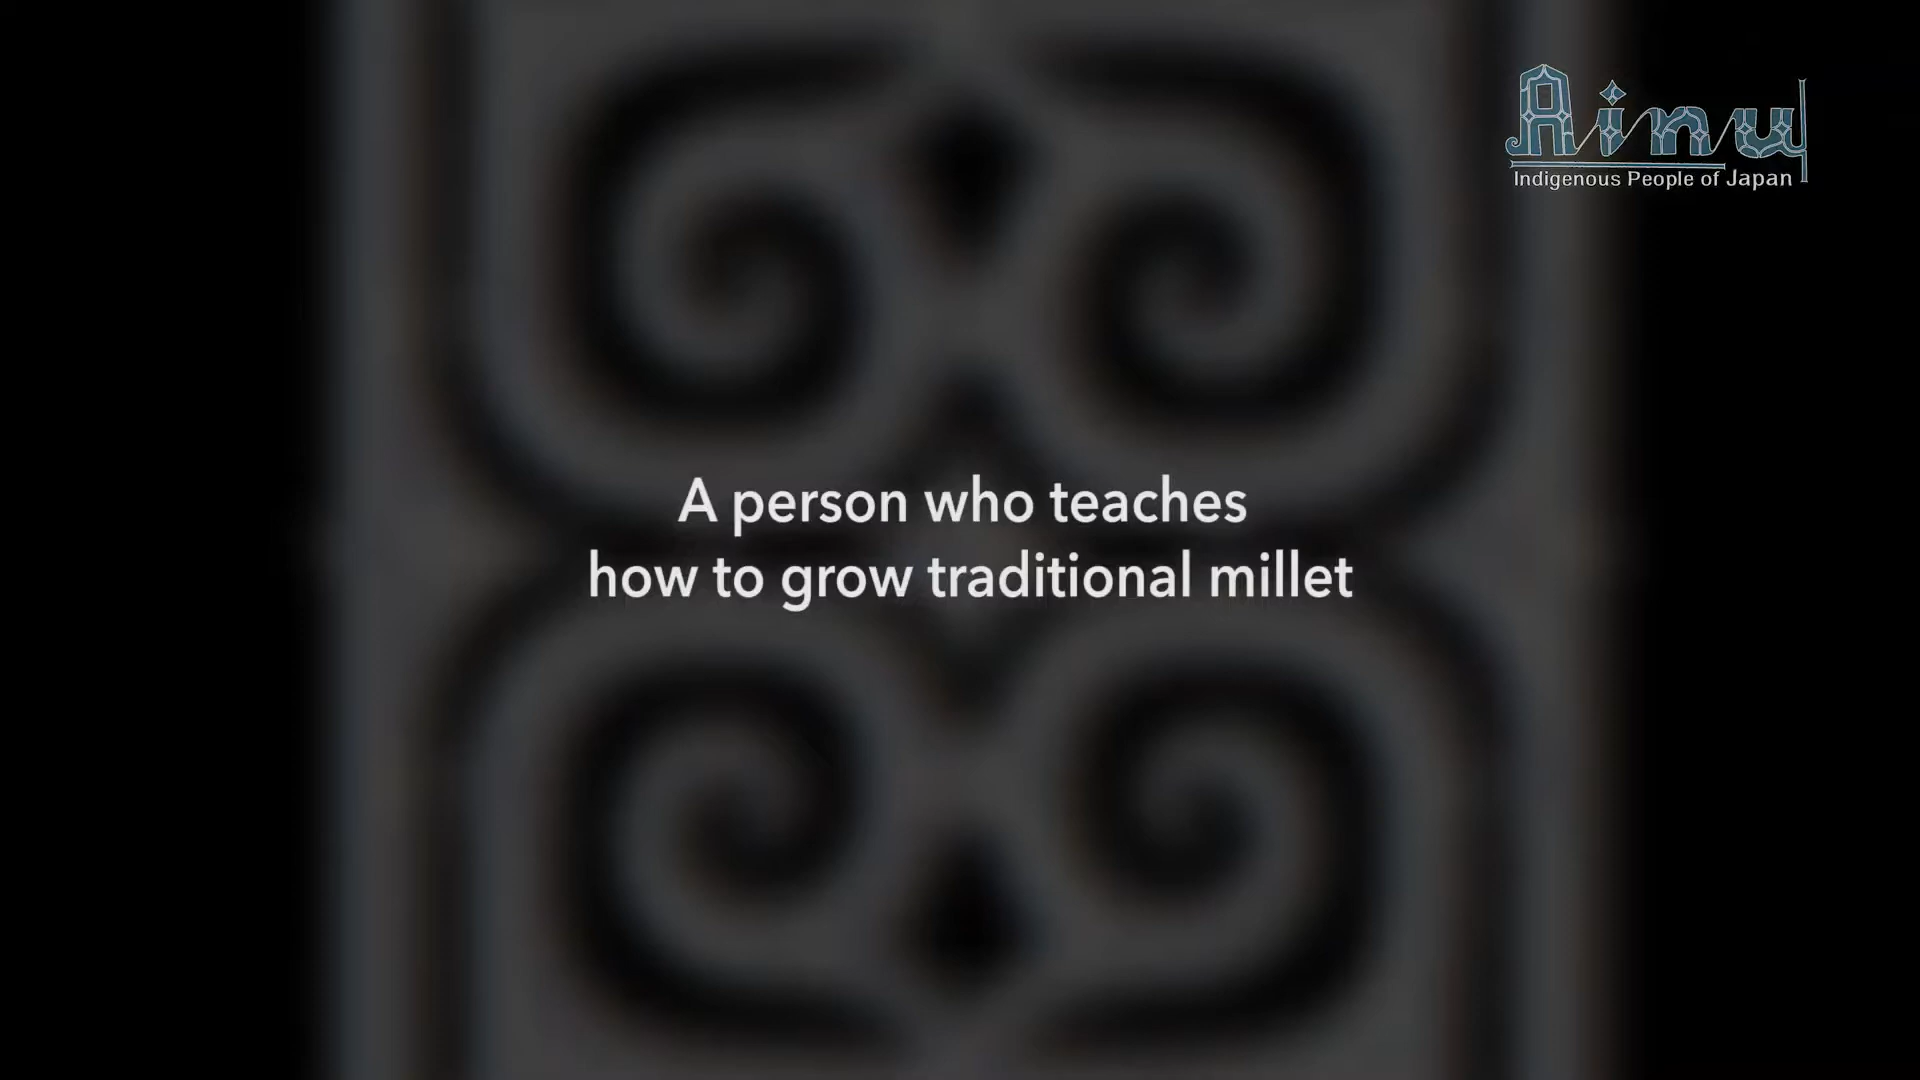 Ainu
Indigenous People of Japan
A person who teaches
how to grow traditional millet